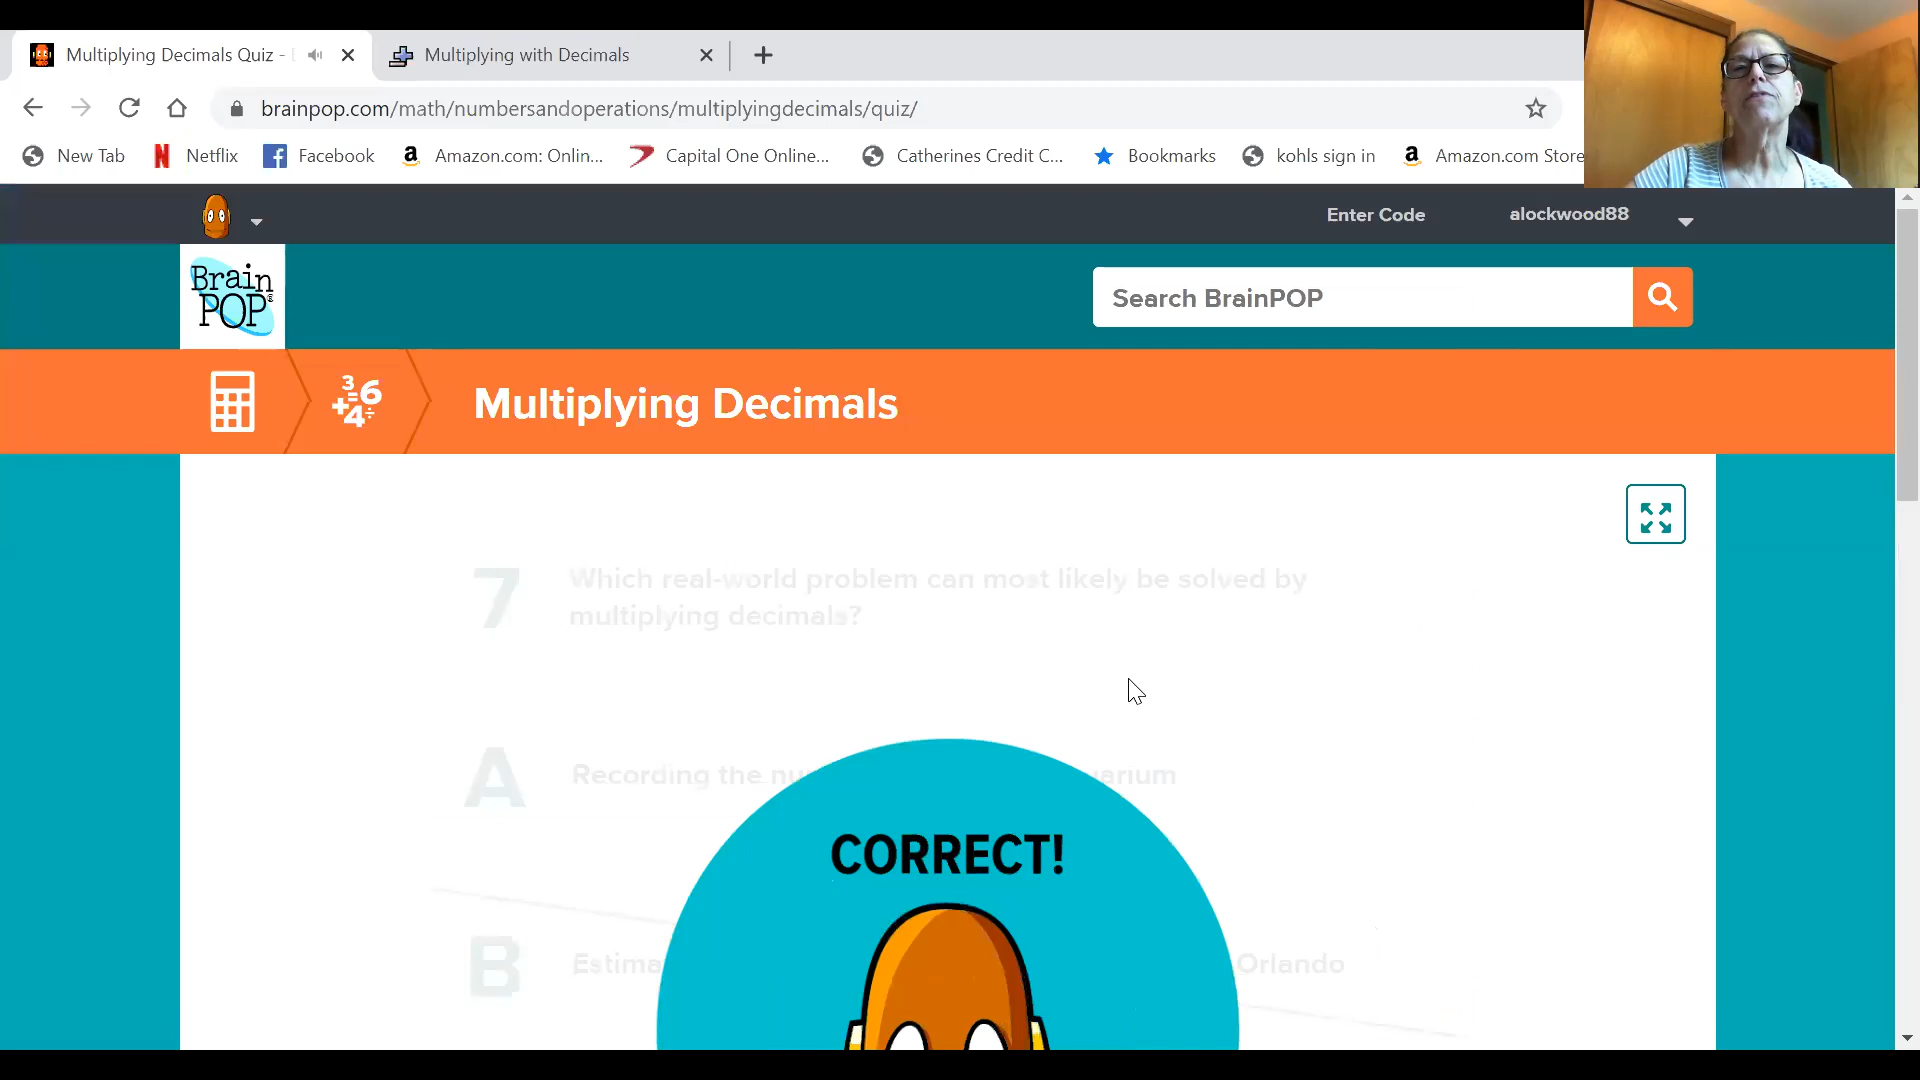 Multiplying Decimals Quiz -
Multiplying with Decimals
brainpop.com/math/numbersandoperations/multiplyingdecimals/quiz/
New Tab Netflix Facebook Amazon.com: Onlin... Capital One Online... Catherines Credit C... Bookmarks kohls sign in Amazon.com Store
Enter Code alockwood88
Brain
POP
Search BrainPOP
3 = 6
+ 4 ÷
Multiplying Decimals
7 Which real-world problem can most likely be solved by
multiplying decimals?
A Recording the
CORRECT!
B Orlando